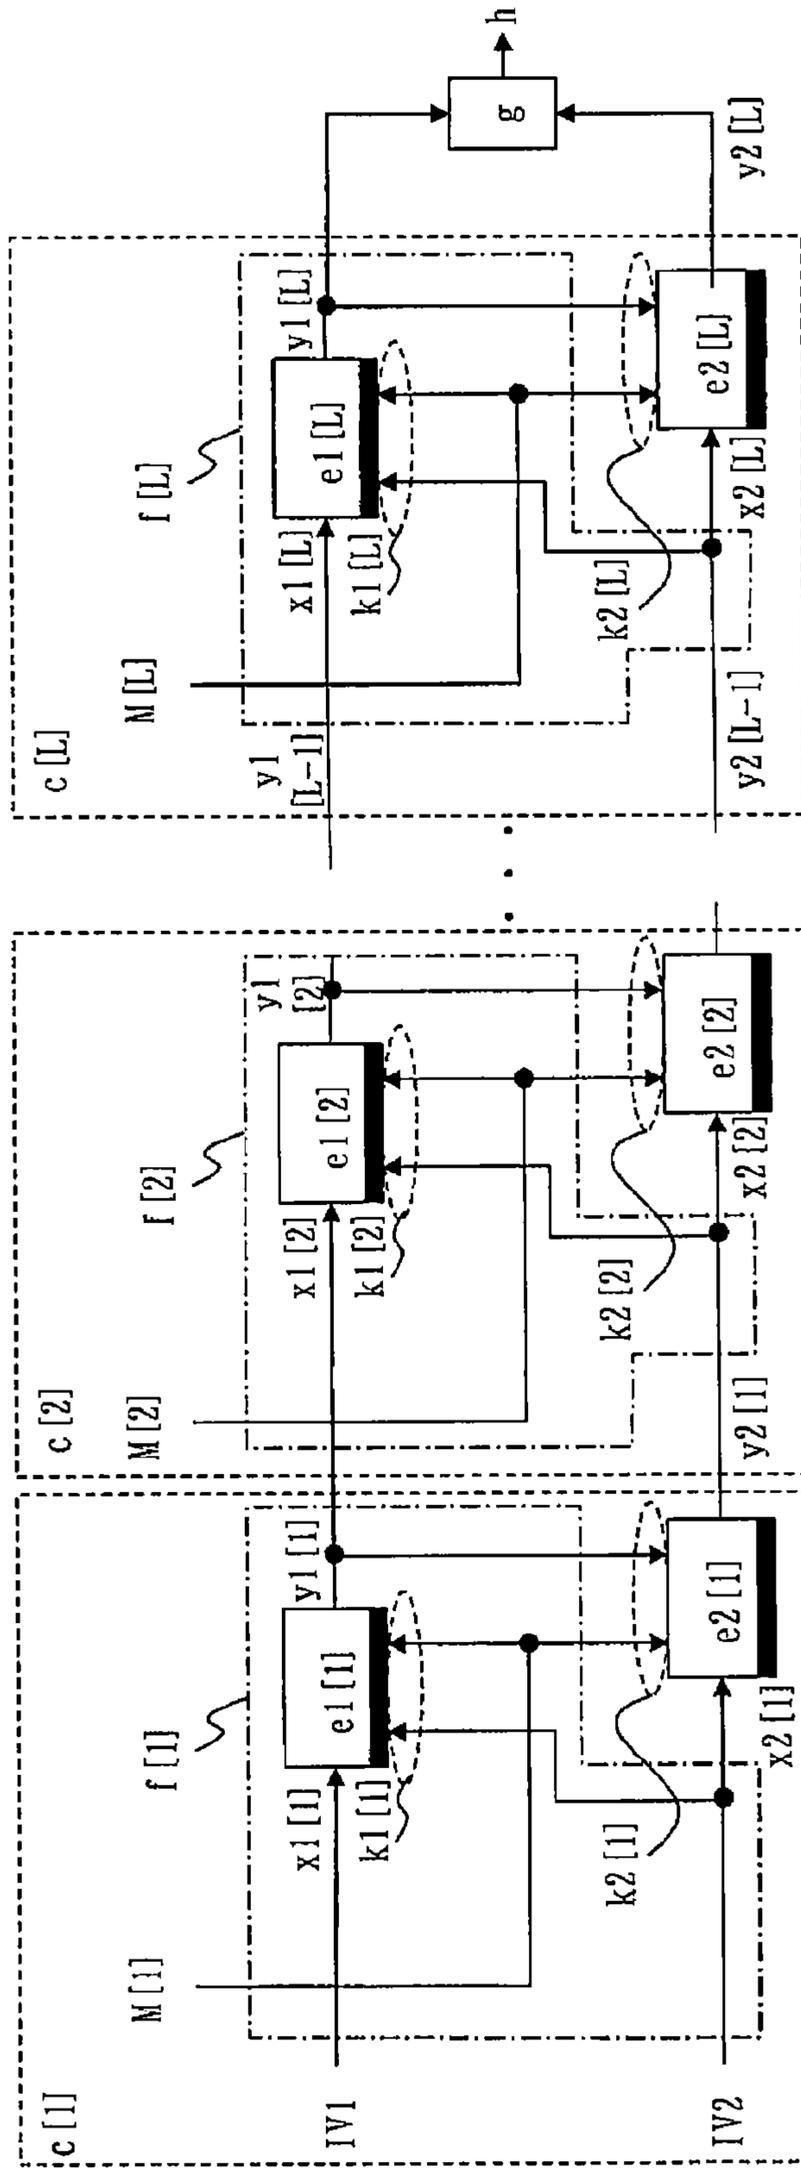 c[1]
M[1]
IV1
IV2
f[1]
x1[1]
k1[1]
e1[1]
y1[1]
k2[1]
x2[1]
e2[1]
y2[1]
c[2]
M[2]
f[2]
x1[2]
k1[2]
e1[2]
y1
[2]
k2[2]
x2[2]
e2[2]
. . .
c[L]
M[L]
y1
[L-1]
y2[L-1]
f[L]
x1[L]
k1[L]
e1[L]
y1[L]
k2[L]
x2[L]
e2[L]
y2[L]
g
h